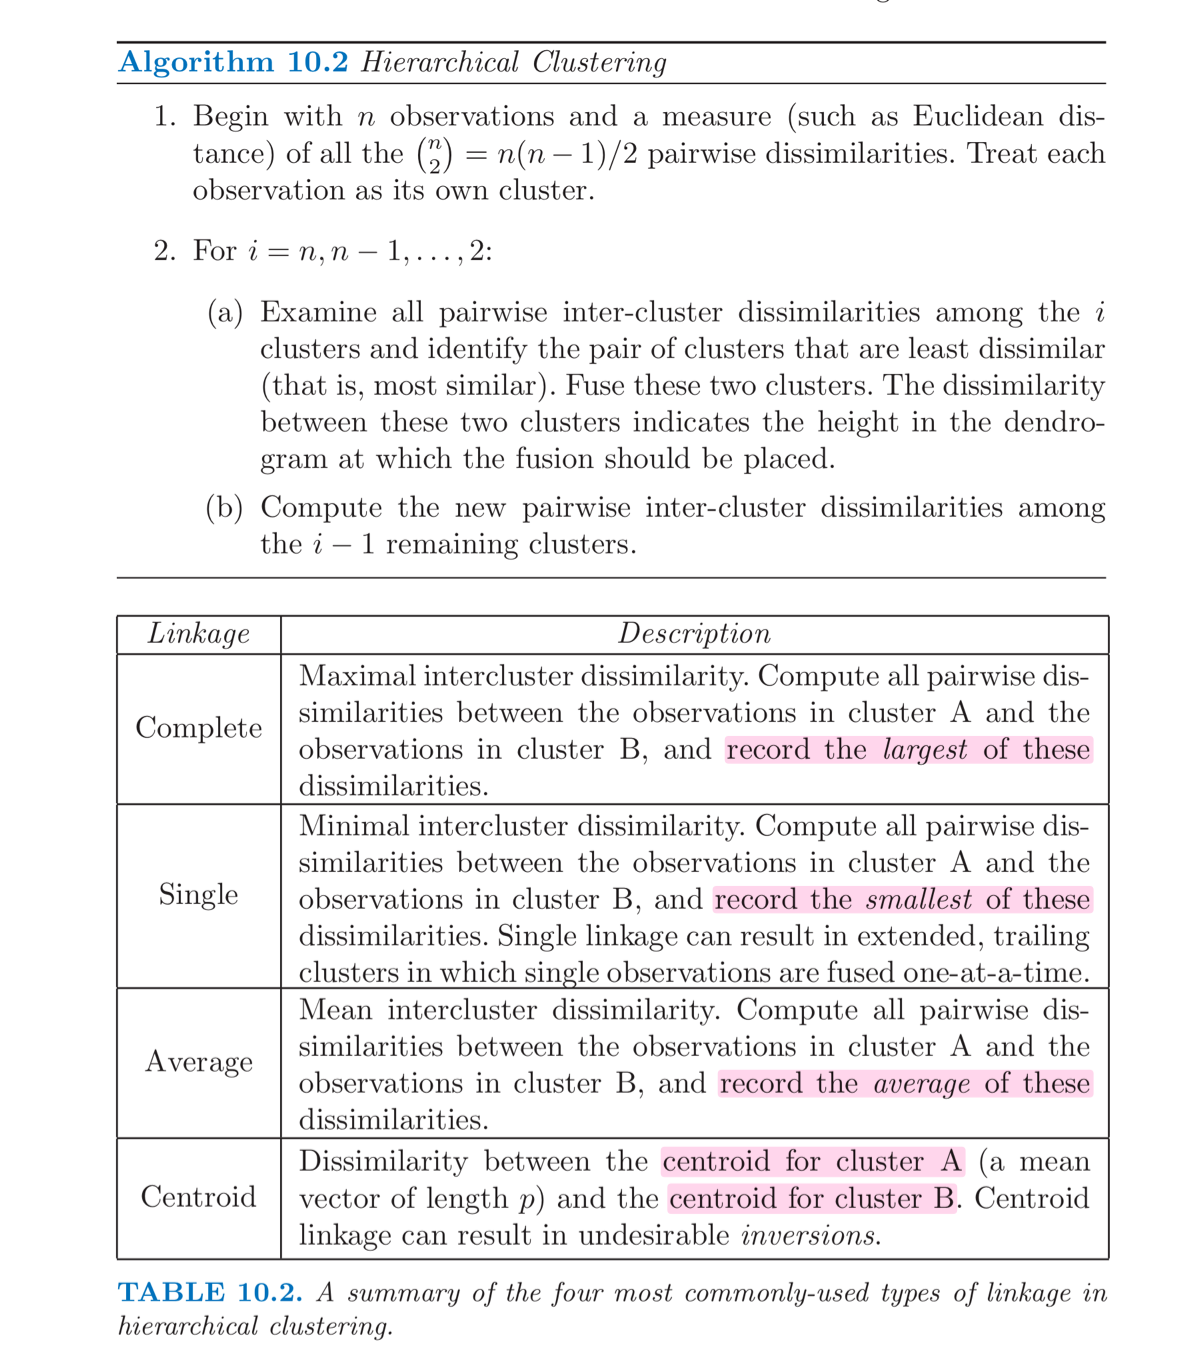 Algorithm 10.2 Hierarchical Clustering
1. Begin with n observations and a measure (such as Euclidean dis-
tance) of all the (n 2) = n(n − 1)/2 pairwise dissimilarities. Treat each
observation as its own cluster.
2. For i = n, n − 1, . . . , 2:
(a) Examine all pairwise inter-cluster dissimilarities among the i
clusters and identify the pair of clusters that are least dissimilar
(that is, most similar). Fuse these two clusters. The dissimilarity
between these two clusters indicates the height in the dendro-
gram at which the fusion should be placed.
(b) Compute the new pairwise inter-cluster dissimilarities among
the i − 1 remaining clusters.
Linkage Description
Complete
Maximal intercluster dissimilarity. Compute all pairwise dis-
similarities between the observations in cluster A and the
observations in cluster B, and record the largest of these
dissimilarities.
Single
Minimal intercluster dissimilarity. Compute all pairwise dis-
similarities between the observations in cluster A and the
observations in cluster B, and record the smallest of these
dissimilarities. Single linkage can result in extended, trailing
clusters in which single observations are fused one-at-a-time.
Average
Mean intercluster dissimilarity. Compute all pairwise dis-
similarities between the observations in cluster A and the
observations in cluster B, and record the average of these
dissimilarities.
Centroid
Dissimilarity between the centroid for cluster A (a mean
vector of length p) and the centroid for cluster B. Centroid
linkage can result in undesirable inversions.
TABLE 10.2. A summary of the four most commonly-used types of linkage in
hierarchical clustering.